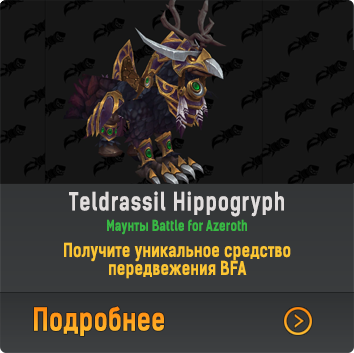 Teldrassil Hippogryph
Маунты Battle for Azeroth
Получите уникальное средство
передвежения BFA
Подробнее